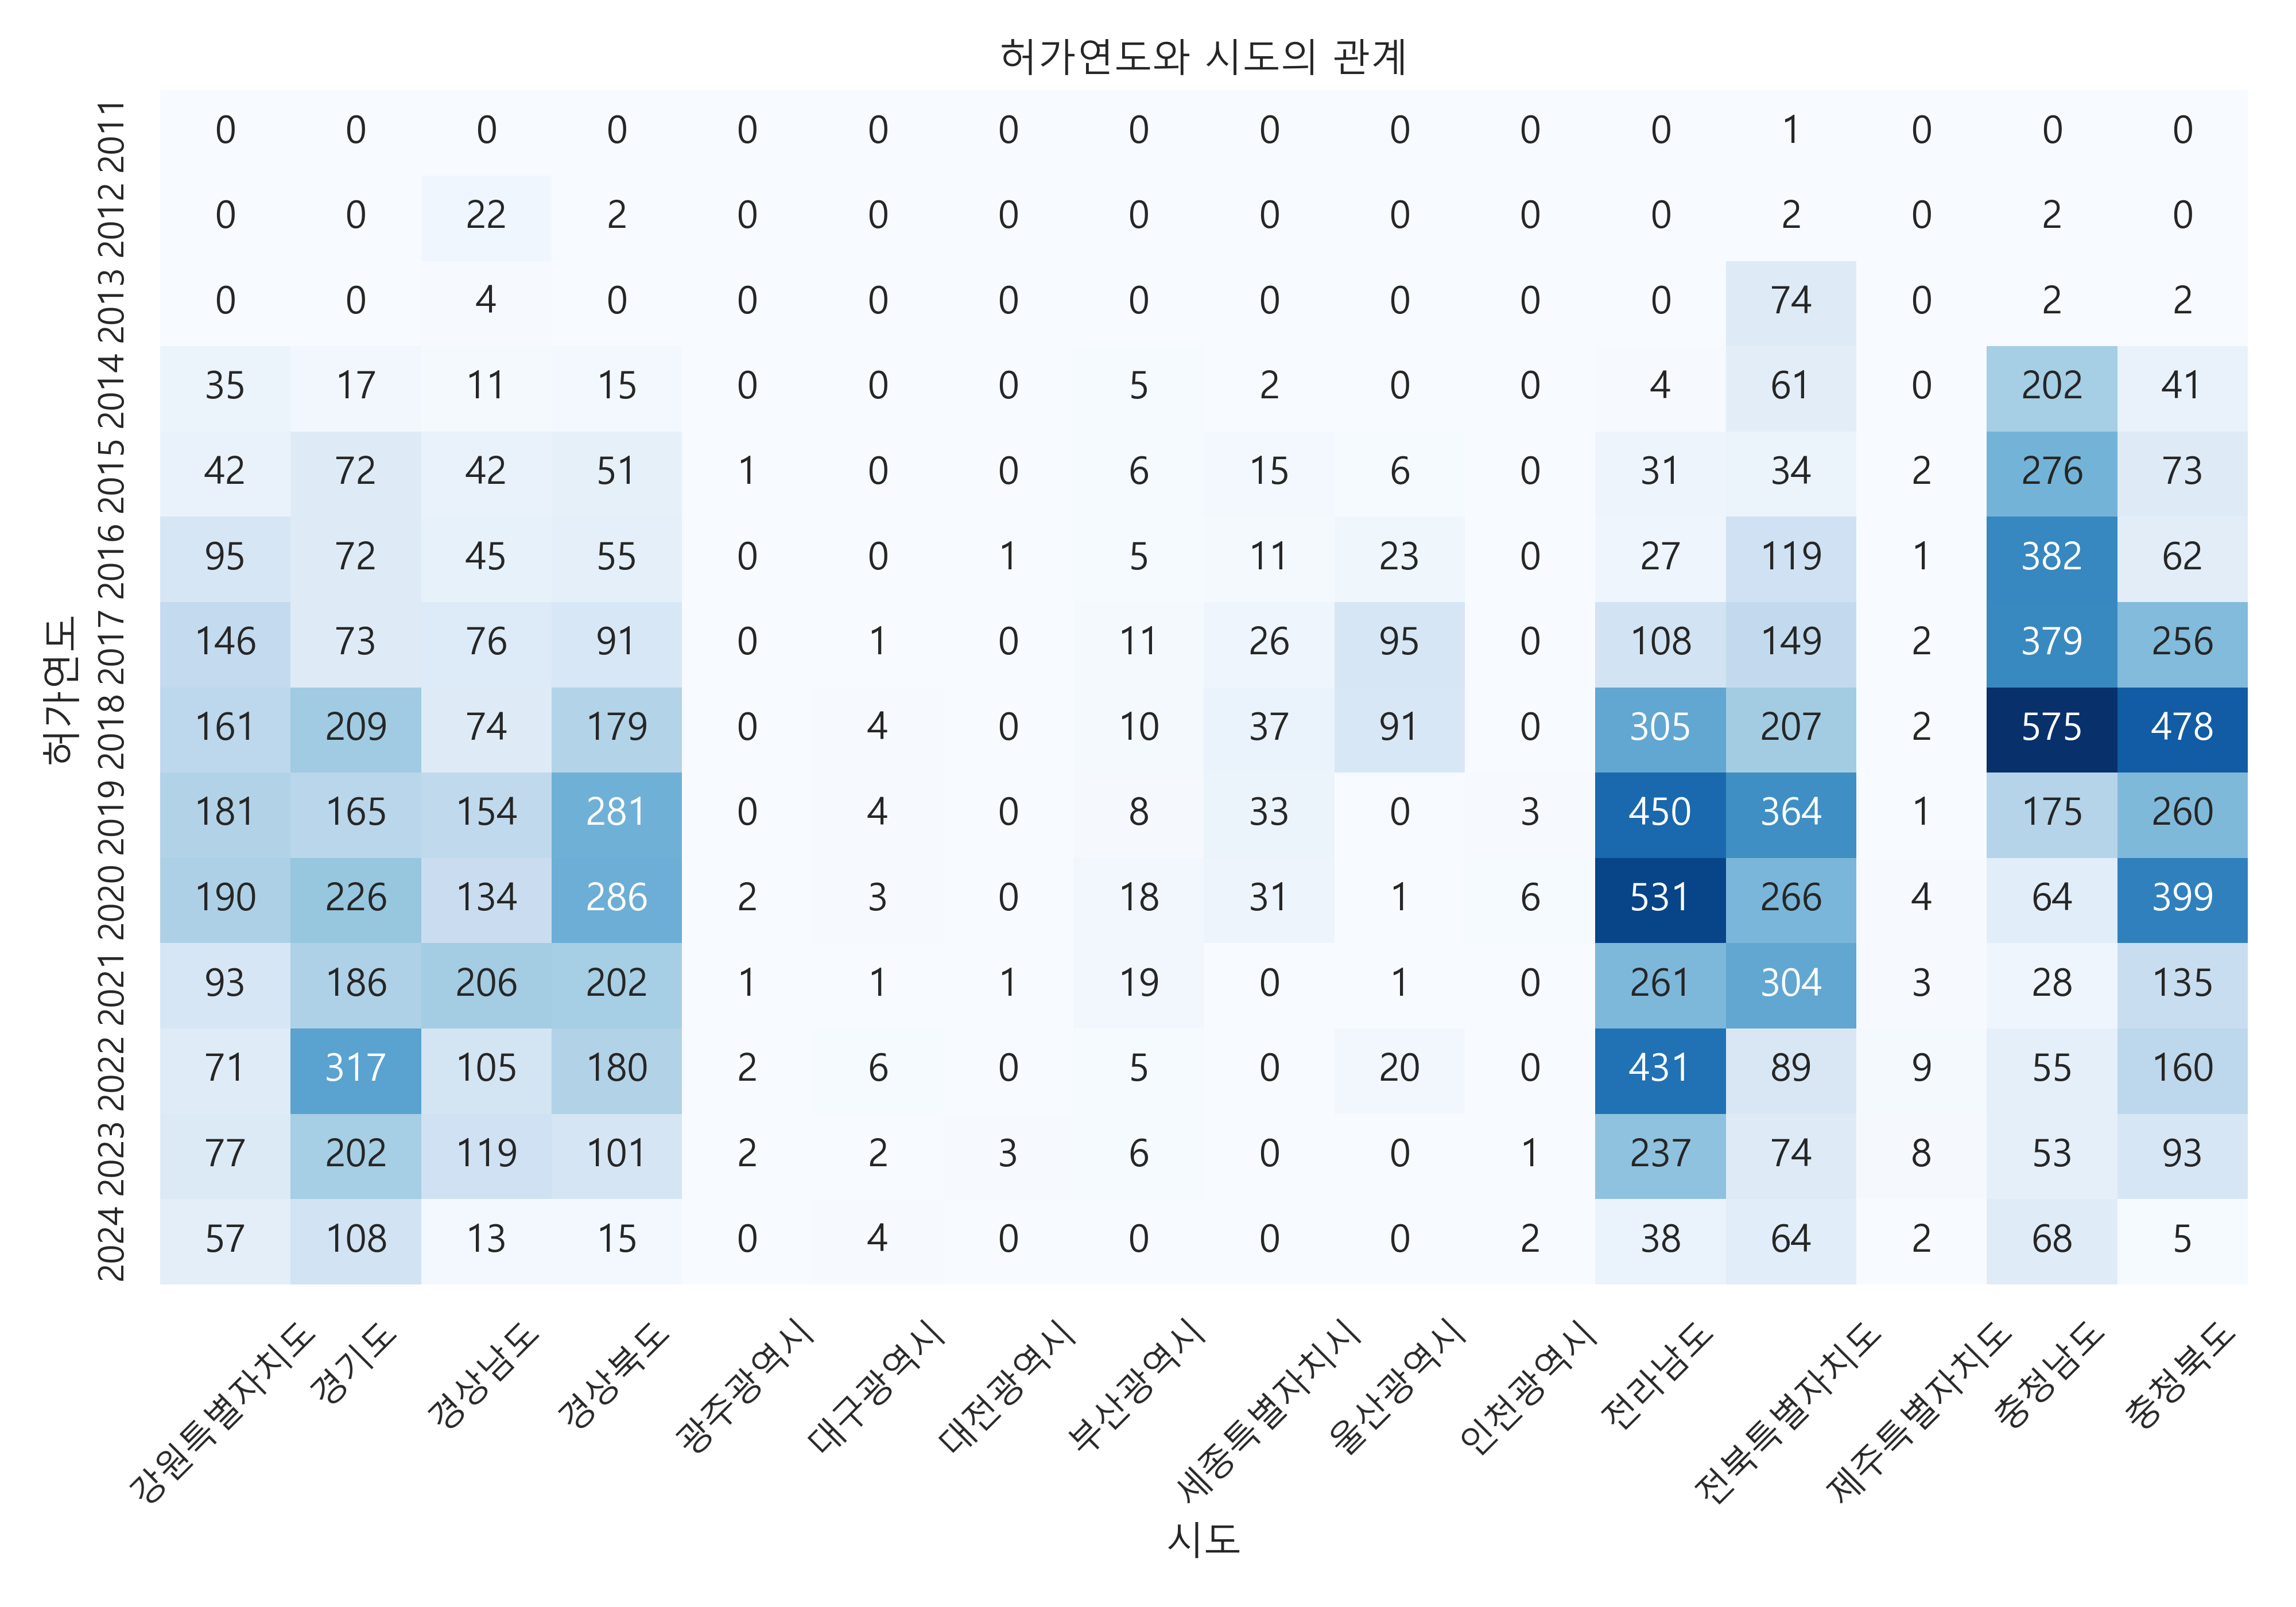 허가연도와 시도의 관계
허가연도
2011 0 0 0 0 0 0 0 0 0 0 0 0 1 0 0 0
2012 0 0 22 2 0 0 0 0 0 0 0 0 2 0 2 0
2013 0 0 4 0 0 0 0 0 0 0 0 0 74 0 2 2
2014 35 17 11 15 0 0 0 5 2 0 0 4 61 0 202 41
2015 42 72 42 51 1 0 0 6 15 6 0 31 34 2 276 73
2016 95 72 45 55 0 0 1 5 11 23 0 27 119 1 382 62
2017 146 73 76 91 0 1 0 11 26 95 0 108 149 2 379 256
2018 161 209 74 179 0 4 0 10 37 91 0 305 207 2 575 478
2019 181 165 154 281 0 4 0 8 33 0 3 450 364 1 175 260
2020 190 226 134 286 2 3 0 18 31 1 6 531 266 4 64 399
2021 93 186 206 202 1 1 1 19 0 1 0 261 304 3 28 135
2022 71 317 105 180 2 6 0 5 0 20 0 431 89 9 55 160
2023 77 202 119 101 2 2 3 6 0 0 1 237 74 8 53 93
2024 57 108 13 15 0 4 0 0 0 0 2 38 64 2 68 5
강원특별자치도 경기도 경상남도 경상북도 광주광역시 대구광역시 대전광역시 부산광역시 세종특별자치시 울산광역시 인천광역시 전라남도 전북특별자치도 제주특별자치도 충청남도 충청북도
시도